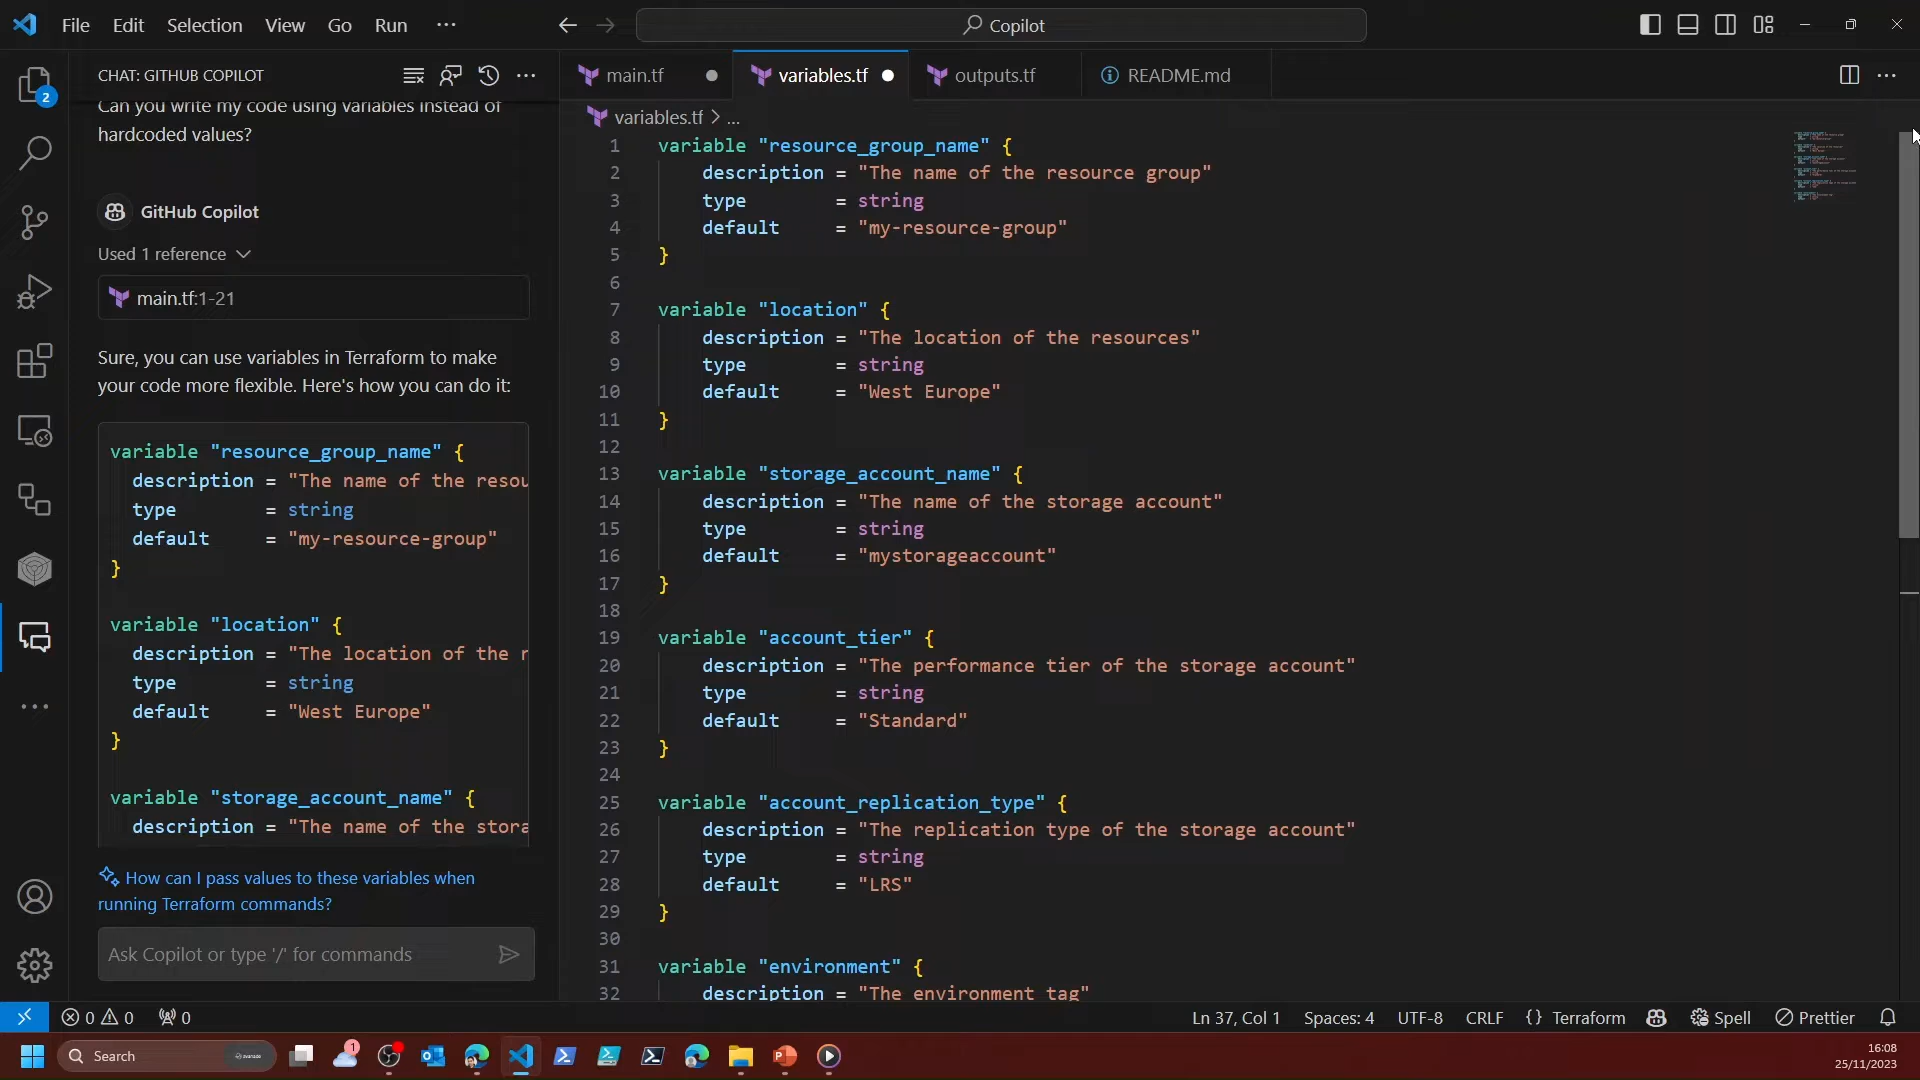 File Edit Selection View Go Run ...
Copilot
CHAT: GITHUB COPILOT
main.tf
variables.tf
outputs.tf
README.md
2
Can you write my code using variables instead of
hardcoded values?
GitHub Copilot
Used 1 reference
main.tf:1-21
Sure, you can use variables in Terraform to make
your code more flexible. Here's how you can do it:
variable "resource_group_name" {
description = "The name of the resou
type = string
default = "my-resource-group"
}
variable "location" {
description = "The location of the r
type = string
default = "West Europe"
}
variable "storage_account_name" {
description = "The name of the stora
How can I pass values to these variables when
running Terraform commands?
Ask Copilot or type '/' for commands
variables.tf > ...
1 variable "resource_group_name" {
2 description = "The name of the resource group"
3 type = string
4 default = "my-resource-group"
5 }
6
7 variable "location" {
8 description = "The location of the resources"
9 type = string
10 default = "West Europe"
11 }
12
13 variable "storage_account_name" {
14 description = "The name of the storage account"
15 type = string
16 default = "mystorageaccount"
17 }
18
19 variable "account_tier" {
20 description = "The performance tier of the storage account"
21 type = string
22 default = "Standard"
23 }
24
25 variable "account_replication_type" {
26 description = "The replication type of the storage account"
27 type = string
28 default = "LRS"
29 }
30
31 variable "environment" {
32 description = "The environment tag"
0 0 0
Ln 37, Col 1 Spaces: 4 UTF-8 CRLF {} Terraform Spell Prettier
Search
1
16:08
25/11/2023